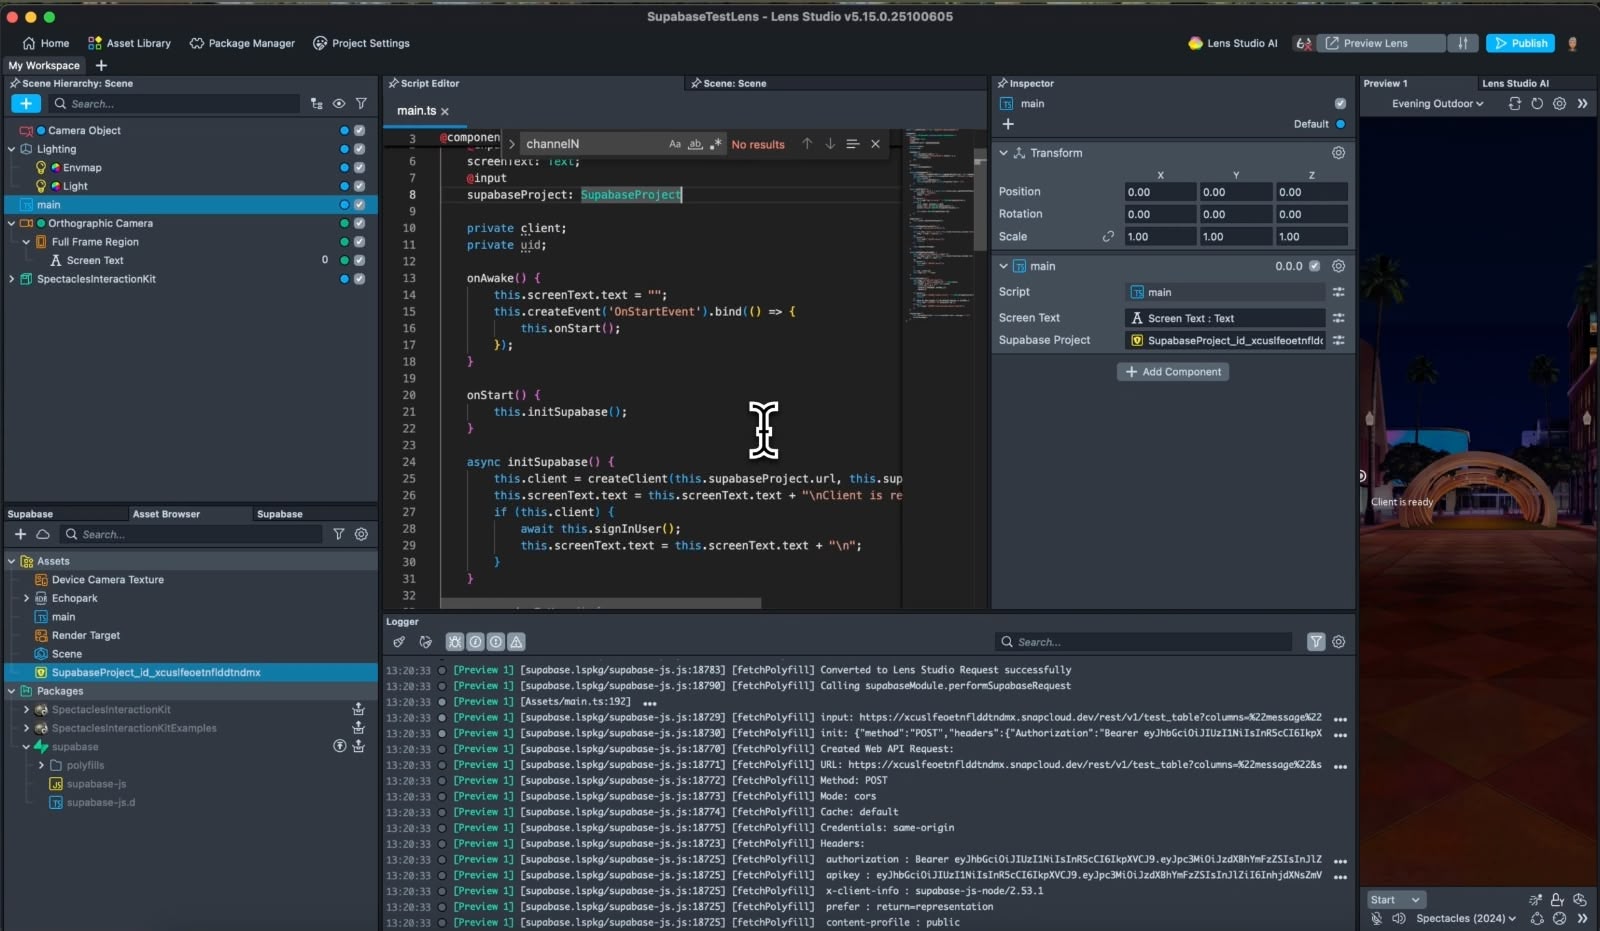 SupabaseTestLens - Lens Studio v5.15.0.25100605
Home Asset Library Package Manager Project Settings Lens Studio AI Preview Lens Publish
My Workspace
Scene Hierarchy: Scene
Search...
Camera Object
Lighting
Envmap
Light
main
Orthographic Camera
Full Frame Region
Screen Text 0
SpectaclesInteractionKit
Supabase Asset Browser Supabase
Search...
Assets
Device Camera Texture
Echopark
main
Render Target
Scene
SupabaseProject_id_xcuslfeoetnflddtndmx
Packages
SpectaclesInteractionKit
SpectaclesInteractionKitExamples
supabase
polyfills
supabase-js
supabase-js.d
Script Editor Scene: Scene
main.ts
channelN Aa ab No results
3 @componen
6 screenText: Text;
7 @input
8 supabaseProject: SupabaseProject
9
10 private client;
11 private uid;
12
13 onAwake() {
14 this.screenText.text = "";
15 this.createEvent('OnStartEvent').bind(() => {
16 this.onStart();
17 });
18 }
19
20 onStart() {
21 this.initSupabase();
22 }
23
24 async initSupabase() {
25 this.client = createClient(this.supabaseProject.url, this.sup
26 this.screenText.text = this.screenText.text + "\nClient is re
27 if (this.client) {
28 await this.signInUser();
29 this.screenText.text = this.screenText.text + "\n";
30 }
31 }
32
Logger
Search...
13:20:33 [Preview 1] [supabase.lspkg/supabase-js.js:18783] [fetchPolyfill] Converted to Lens Studio Request successfully
13:20:33 [Preview 1] [supabase.lspkg/supabase-js.js:18790] [fetchPolyfill] Calling supabaseModule.performSupabaseRequest
13:20:33 [Preview 1] [Assets/main.ts:192] •••
13:20:33 [Preview 1] [supabase.lspkg/supabase-js.js:18729] [fetchPolyfill] input: https://xcuslfeoetnflddtndmx.snapcloud.dev/rest/v1/test_table?columns=%22message%22 •••
13:20:33 [Preview 1] [supabase.lspkg/supabase-js.js:18730] [fetchPolyfill] init: {"method":"POST","headers":{"Authorization":"Bearer eyJhbGciOiJIUzI1NiIsInR5cCI6IkpX •••
13:20:33 [Preview 1] [supabase.lspkg/supabase-js.js:18770] [fetchPolyfill] Created Web API Request:
13:20:33 [Preview 1] [supabase.lspkg/supabase-js.js:18771] [fetchPolyfill] URL: https://xcuslfeoetnflddtndmx.snapcloud.dev/rest/v1/test_table?columns=%22message%22&s •••
13:20:33 [Preview 1] [supabase.lspkg/supabase-js.js:18772] [fetchPolyfill] Method: POST
13:20:33 [Preview 1] [supabase.lspkg/supabase-js.js:18773] [fetchPolyfill] Mode: cors
13:20:33 [Preview 1] [supabase.lspkg/supabase-js.js:18774] [fetchPolyfill] Cache: default
13:20:33 [Preview 1] [supabase.lspkg/supabase-js.js:18775] [fetchPolyfill] Credentials: same-origin
13:20:33 [Preview 1] [supabase.lspkg/supabase-js.js:18723] [fetchPolyfill] Headers:
13:20:33 [Preview 1] [supabase.lspkg/supabase-js.js:18725] [fetchPolyfill] authorization : Bearer eyJhbGciOiJIUzI1NiIsInR5cCI6IkpXVCJ9.eyJpc3MiOiJzdXBhYmFzZSIsInJlZ •••
13:20:33 [Preview 1] [supabase.lspkg/supabase-js.js:18725] [fetchPolyfill] apikey : eyJhbGciOiJIUzI1NiIsInR5cCI6IkpXVCJ9.eyJpc3MiOiJzdXBhYmFzZSIsInJlZiI6InhjdXNsZmV •••
13:20:33 [Preview 1] [supabase.lspkg/supabase-js.js:18725] [fetchPolyfill] x-client-info : supabase-js-node/2.53.1
13:20:33 [Preview 1] [supabase.lspkg/supabase-js.js:18725] [fetchPolyfill] prefer : return=representation
13:20:33 [Preview 1] [supabase.lspkg/supabase-js.js:18725] [fetchPolyfill] content-profile : public
Inspector
main
Default
Transform
X Y Z
Position 0.00 0.00 0.00
Rotation 0.00 0.00 0.00
Scale 1.00 1.00 1.00
main 0.0.0
Script main
Screen Text Screen Text : Text
Supabase Project SupabaseProject_id_xcuslfeoetnfldd
Add Component
Preview 1 Lens Studio AI
Evening Outdoor
Client is ready
Start
Spectacles (2024)